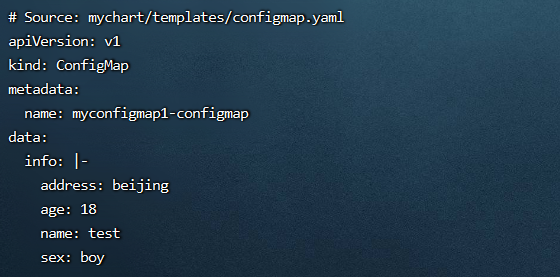 # Source: mychart/templates/configmap.yaml
apiVersion: v1
kind: ConfigMap
metadata:
  name: myconfigmap1-configmap
data:
  info: |-
    address: beijing
    age: 18
    name: test
    sex: boy